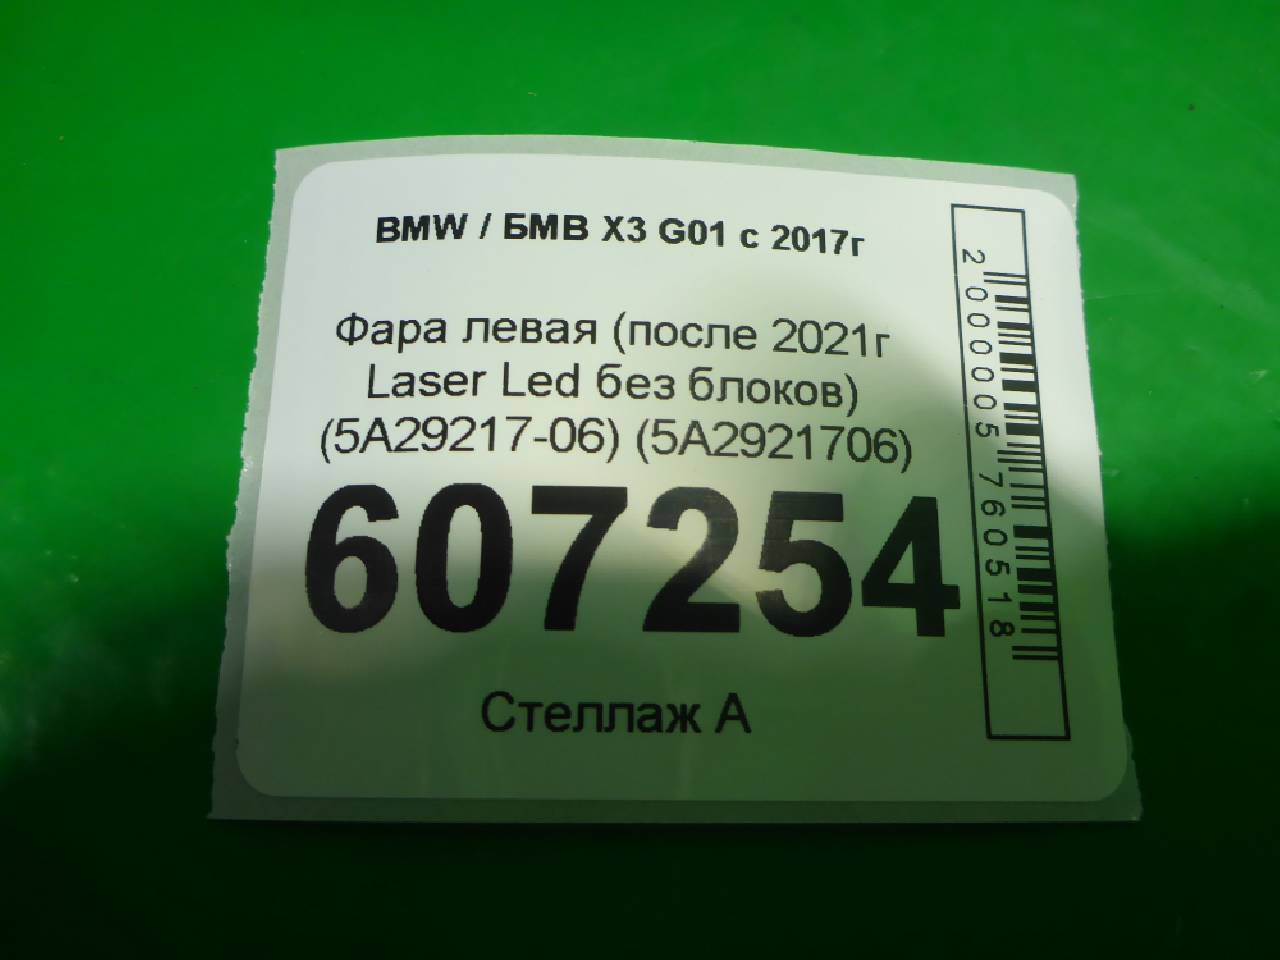 BMW / БМВ X3 G01 с 2017г
Фара левая (после 2021г
Laser Led без блоков)
(5A29217-06) (5A2921706)
607254
Стеллаж А
2000005760518